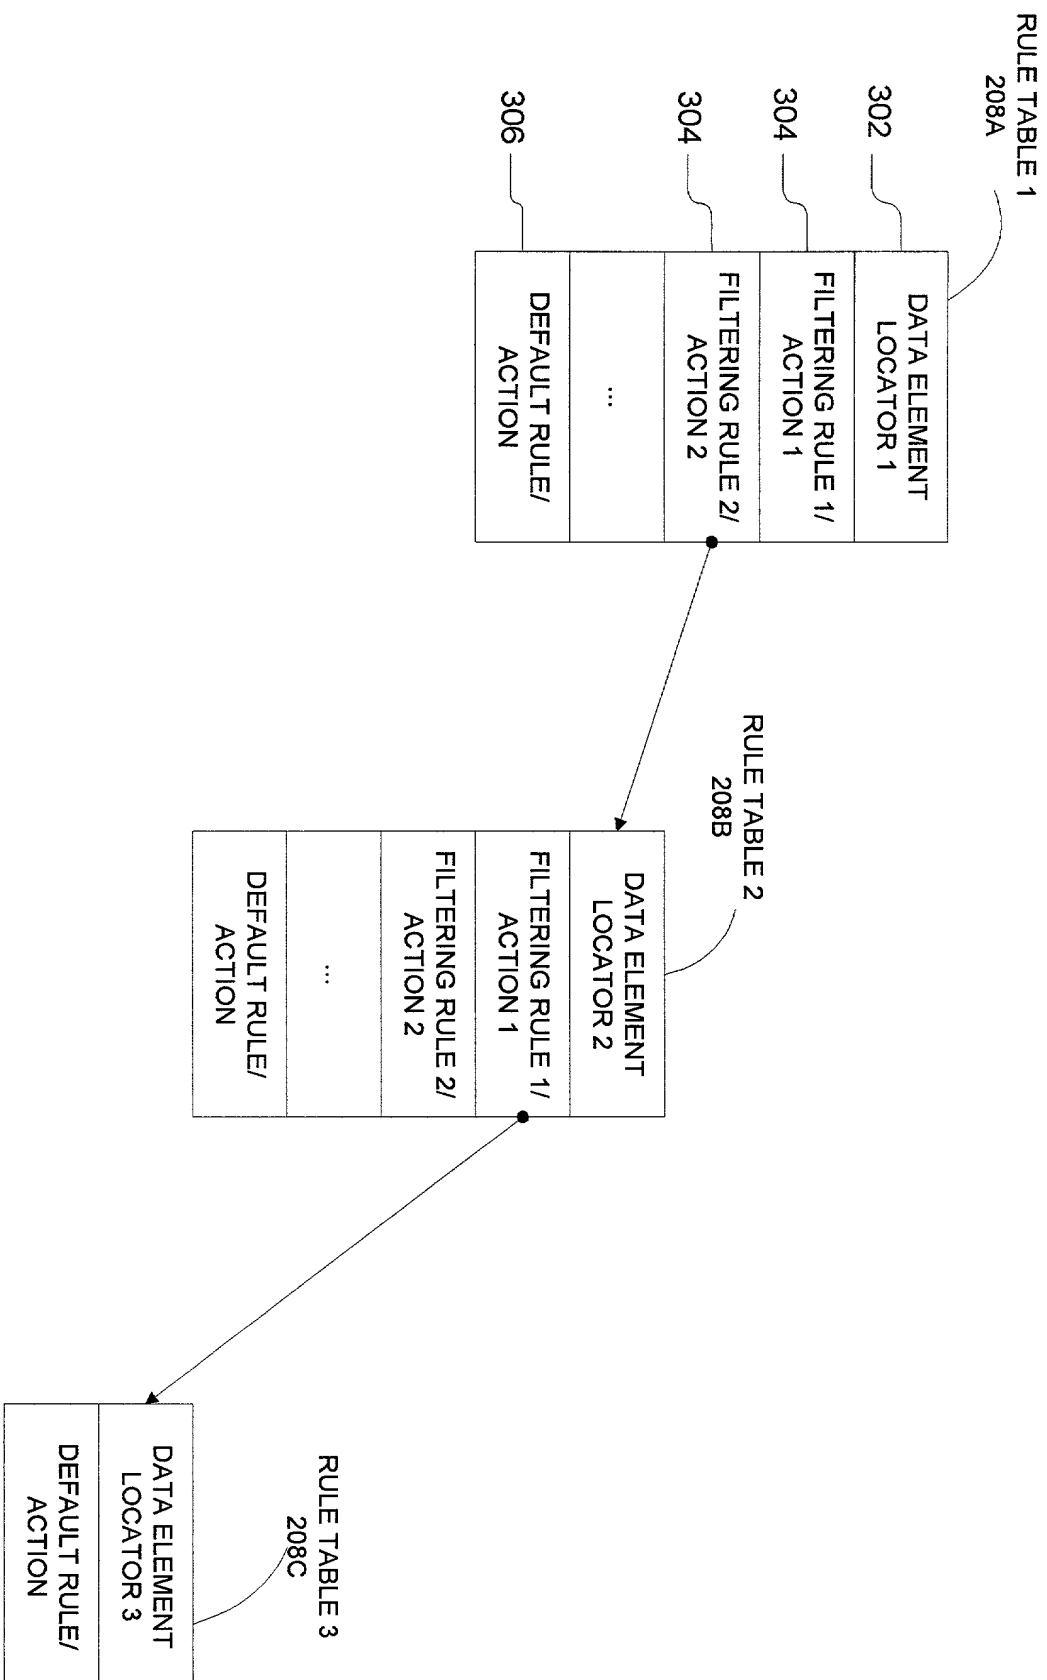 RULE TABLE 1
208A
302
304
304
306
DATA ELEMENT
LOCATOR 1
FILTERING RULE 1/
ACTION 1
FILTERING RULE 2/
ACTION 2
...
DEFAULT RULE/
ACTION
RULE TABLE 2
208B
DATA ELEMENT
LOCATOR 2
FILTERING RULE 1/
ACTION 1
FILTERING RULE 2/
ACTION 2
...
DEFAULT RULE/
ACTION
RULE TABLE 3
208C
DATA ELEMENT
LOCATOR 3
DEFAULT RULE/
ACTION